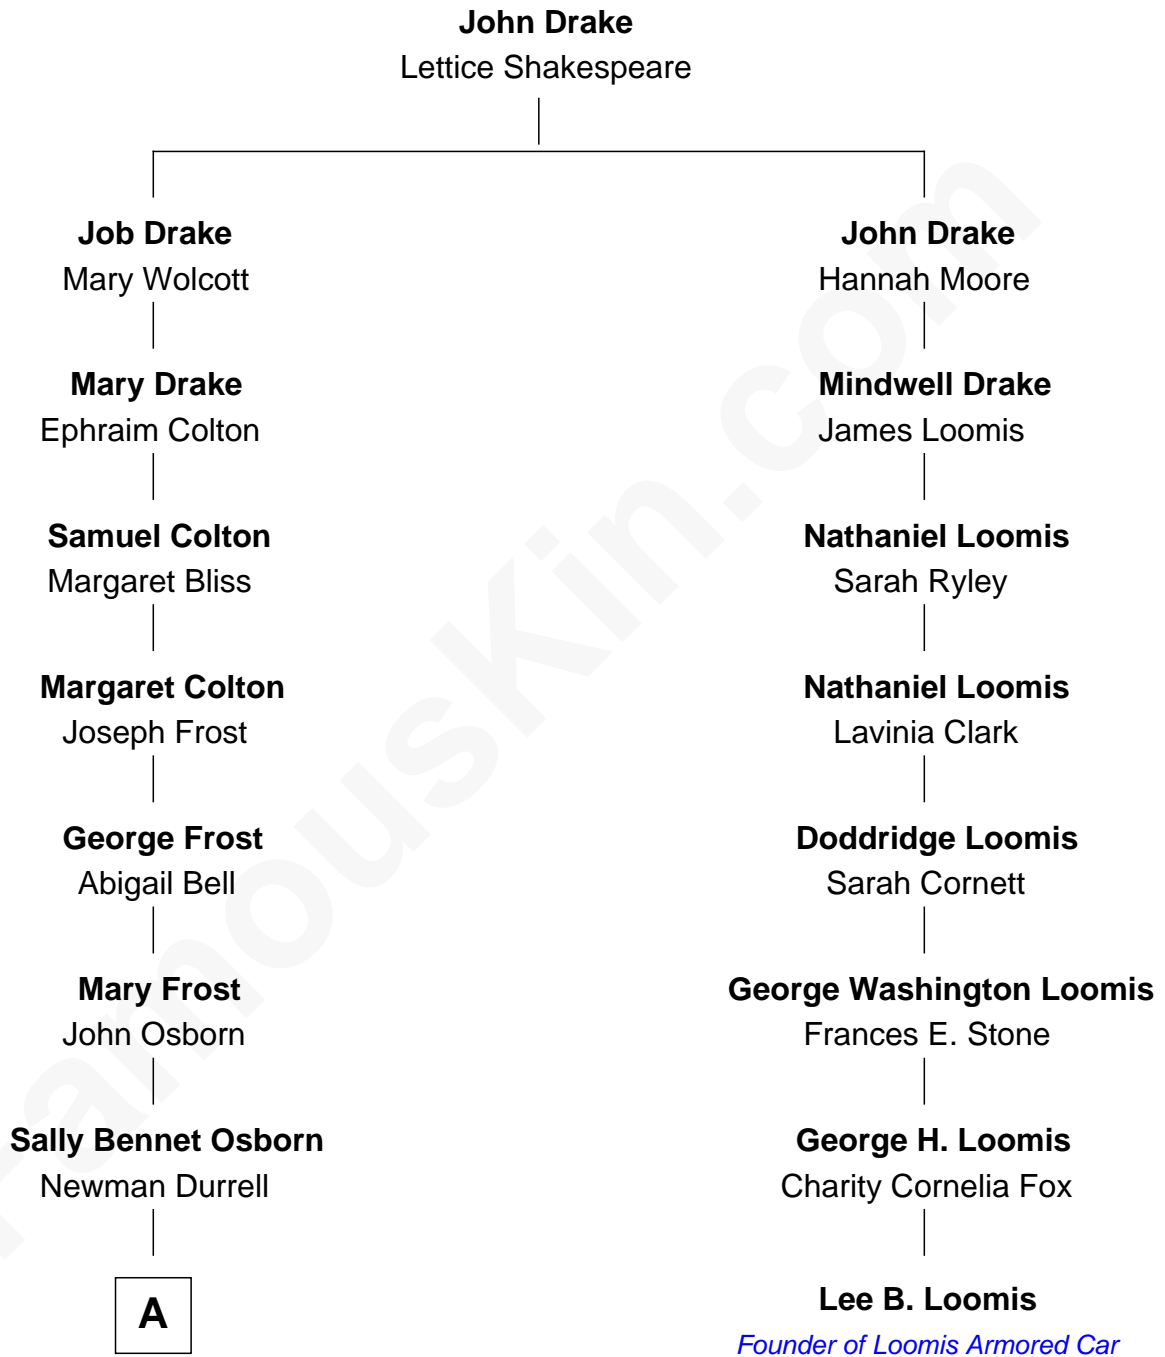 John Drake
Lettice Shakespeare
Job Drake
Mary Wolcott
Mary Drake
Ephraim Colton
Samuel Colton
Margaret Bliss
Margaret Colton
Joseph Frost
George Frost
Abigail Bell
Mary Frost
John Osborn
Sally Bennet Osborn
Newman Durrell
A
John Drake
Hannah Moore
Mindwell Drake
James Loomis
Nathaniel Loomis
Sarah Ryley
Nathaniel Loomis
Lavinia Clark
Doddridge Loomis
Sarah Cornett
George Washington Loomis
Frances E. Stone
George H. Loomis
Charity Cornelia Fox
Lee B. Loomis
Founder of Loomis Armored Car
FamousKin.com